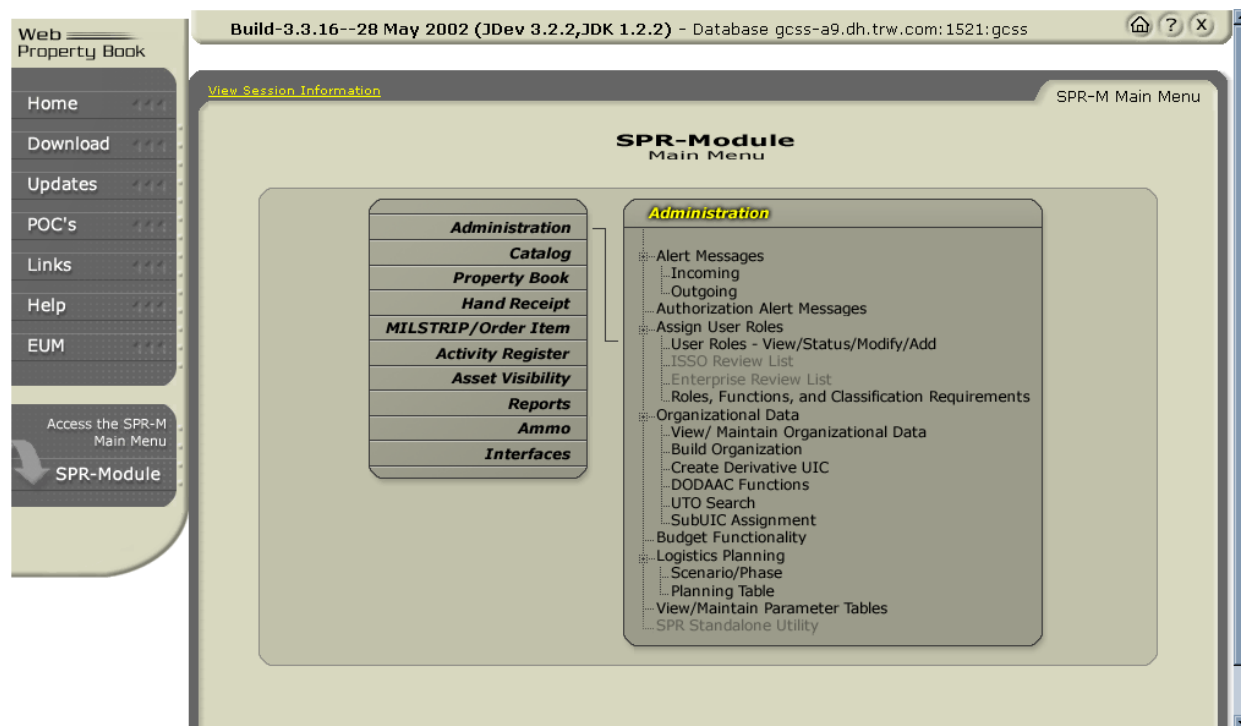 Web
Property Book
Build-3.3.16--28 May 2002 (JDev 3.2.2,JDK 1.2.2) - Database gcss-a9.dh.trw.com:1521:gcss
? X
Home
Download
Updates
POC's
Links
Help
EUM
Access the SPR-M
Main Menu
SPR-Module
View Session Information
SPR-M Main Menu
SPR-Module
Main Menu
Administration
Catalog
Property Book
Hand Receipt
MILSTRIP/Order Item
Activity Register
Asset Visibility
Reports
Ammo
Interfaces
Administration
Alert Messages
Incoming
Outgoing
Authorization Alert Messages
Assign User Roles
User Roles - View/Status/Modify/Add
ISSO Review List
Enterprise Review List
Roles, Functions, and Classification Requirements
Organizational Data
View/ Maintain Organizational Data
Build Organization
Create Derivative UIC
DODAAC Functions
UTO Search
SubUIC Assignment
Budget Functionality
Logistics Planning
Scenario/Phase
Planning Table
View/Maintain Parameter Tables
SPR Standalone Utility